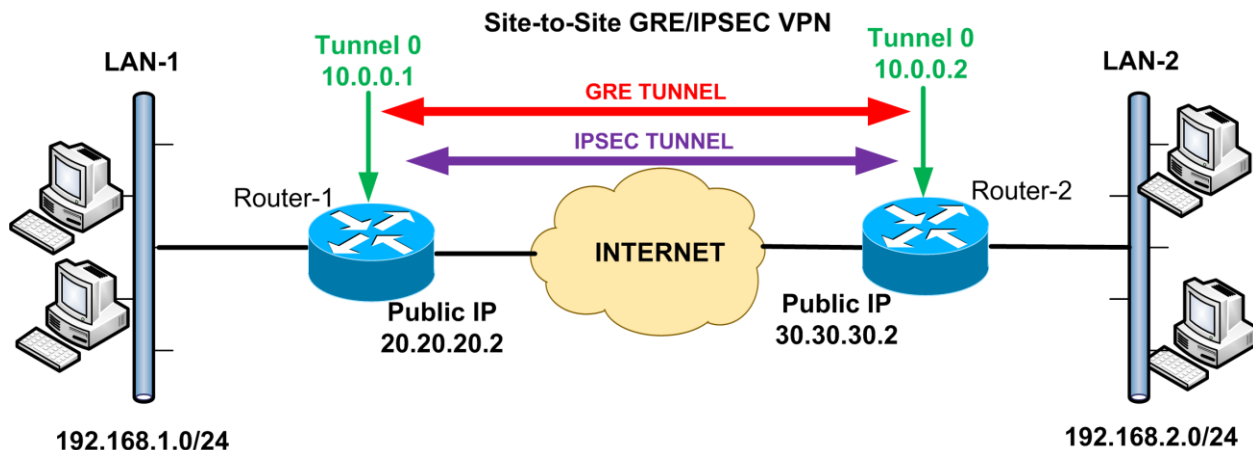 Site-to-Site GRE/IPSEC VPN
Tunnel 0
10.0.0.1
Tunnel 0
10.0.0.2
LAN-1
LAN-2
GRE TUNNEL
IPSEC TUNNEL
Router-1
Router-2
INTERNET
Public IP
20.20.20.2
Public IP
30.30.30.2
192.168.1.0/24
192.168.2.0/24